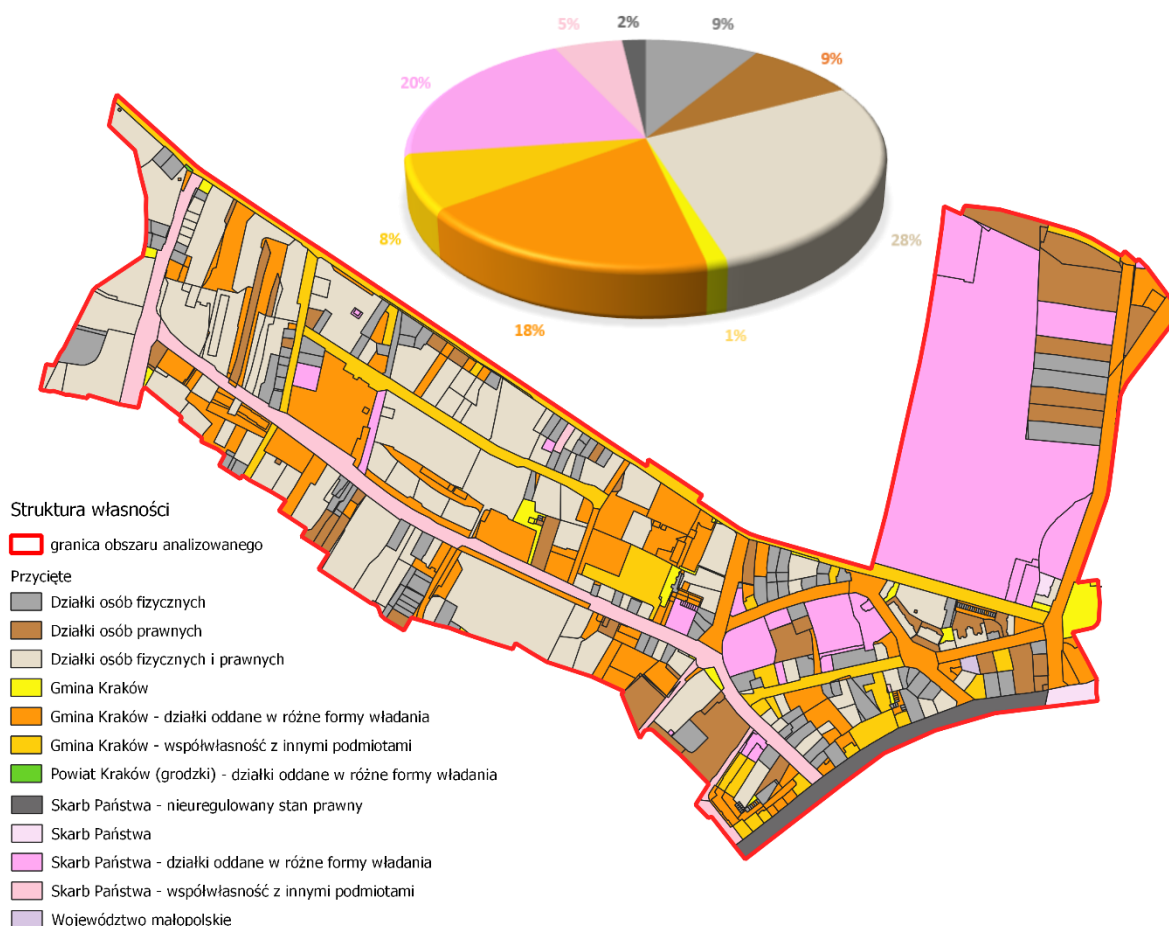 5%
2%
9%
9%
20%
28%
8%
18%
1%
Struktura własności
granica obszaru analizowanego
Przycięte
Działki osób fizycznych
Działki osób prawnych
Działki osób fizycznych i prawnych
Gmina Kraków
Gmina Kraków - działki oddane w różne formy władania
Gmina Kraków - współwłasność z innymi podmiotami
Powiat Kraków (grodzki) - działki oddane w różne formy władania
Skarb Państwa - nieuregulowany stan prawny
Skarb Państwa
Skarb Państwa - działki oddane w różne formy władania
Skarb Państwa - współwłasność z innymi podmiotami
Województwo małopolskie